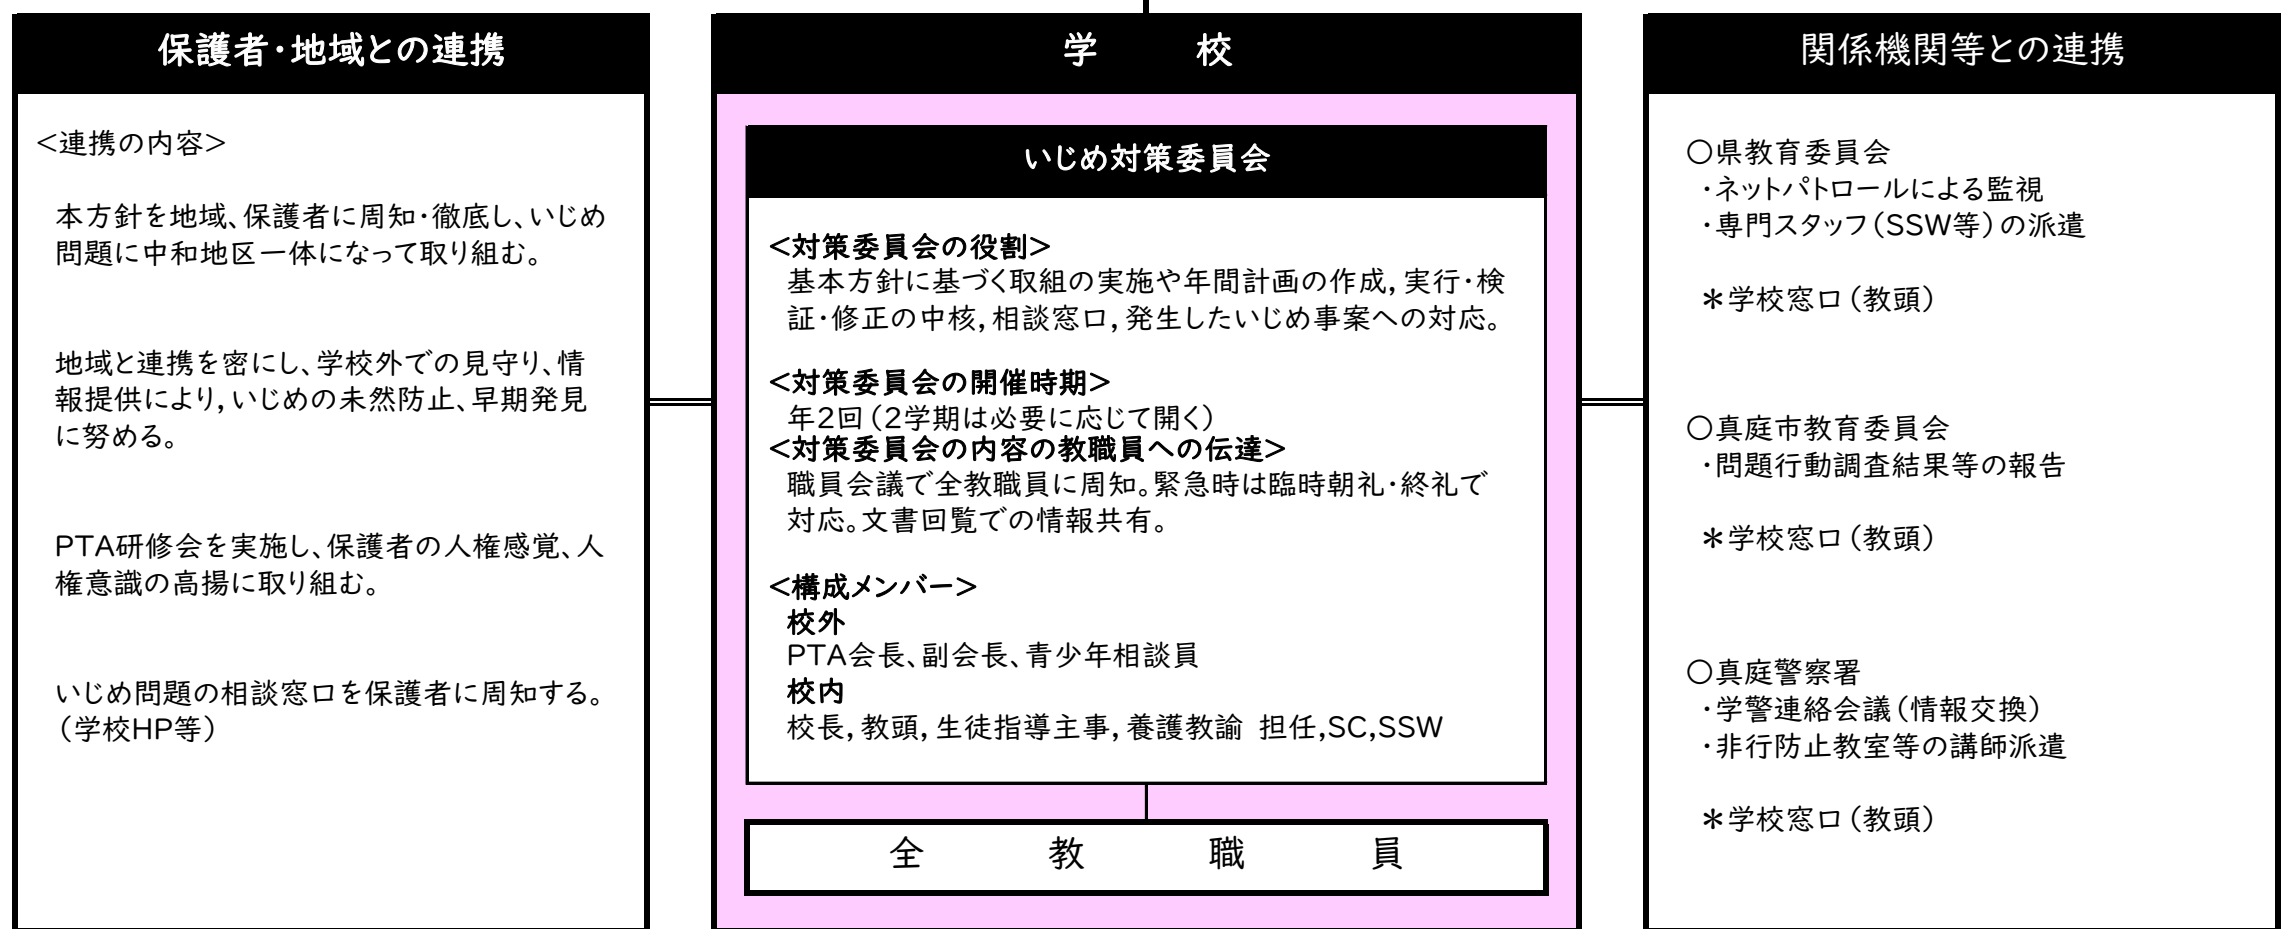 保護者・地域との連携
<連携の内容>
本方針を地域、保護者に周知・徹底し、いじめ
問題に中和地区一体になって取り組む。
地域と連携を密にし、学校外での見守り、情
報提供により,いじめの未然防止、早期発見
に努める。
PTA研修会を実施し、保護者の人権感覚、人
権意識の高揚に取り組む。
いじめ問題の相談窓口を保護者に周知する。
(学校HP等)
学 校
いじめ対策委員会
<対策委員会の役割>
基本方針に基づく取組の実施や年間計画の作成,実行・検
証・修正の中核,相談窓口,発生したいじめ事案への対応。
<対策委員会の開催時期>
年2回(2学期は必要に応じて開く)
<対策委員会の内容の教職員への伝達>
職員会議で全教職員に周知。緊急時は臨時朝礼・終礼で
対応。文書回覧での情報共有。
<構成メンバー>
校外
PTA会長、副会長、青少年相談員
校内
校長,教頭,生徒指導主事,養護教諭 担任,SC,SSW
全 教 職 員
関係機関等との連携
○県教育委員会
・ネットパトロールによる監視
・専門スタッフ(SSW等)の派遣
*学校窓口(教頭)
○真庭市教育委員会
・問題行動調査結果等の報告
*学校窓口(教頭)
○真庭警察署
・学警連絡会議(情報交換)
・非行防止教室等の講師派遣
*学校窓口(教頭)